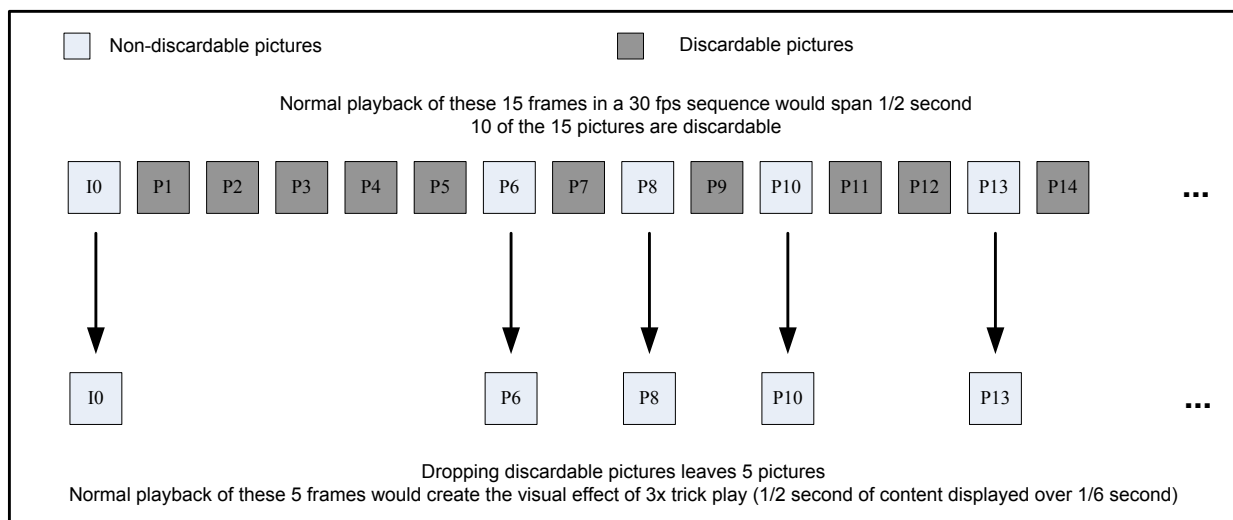 Non-discardable pictures Discardable pictures
Normal playback of these 15 frames in a 30 fps sequence would span 1/2 second
10 of the 15 pictures are discardable
I0 P1 P2 P3 P4 P5 P6 P7 P8 P9 P10 P11 P12 P13 P14 ...
I0 P6 P8 P10 P13 ...
Dropping discardable pictures leaves 5 pictures
Normal playback of these 5 frames would create the visual effect of 3x trick play (1/2 second of content displayed over 1/6 second)